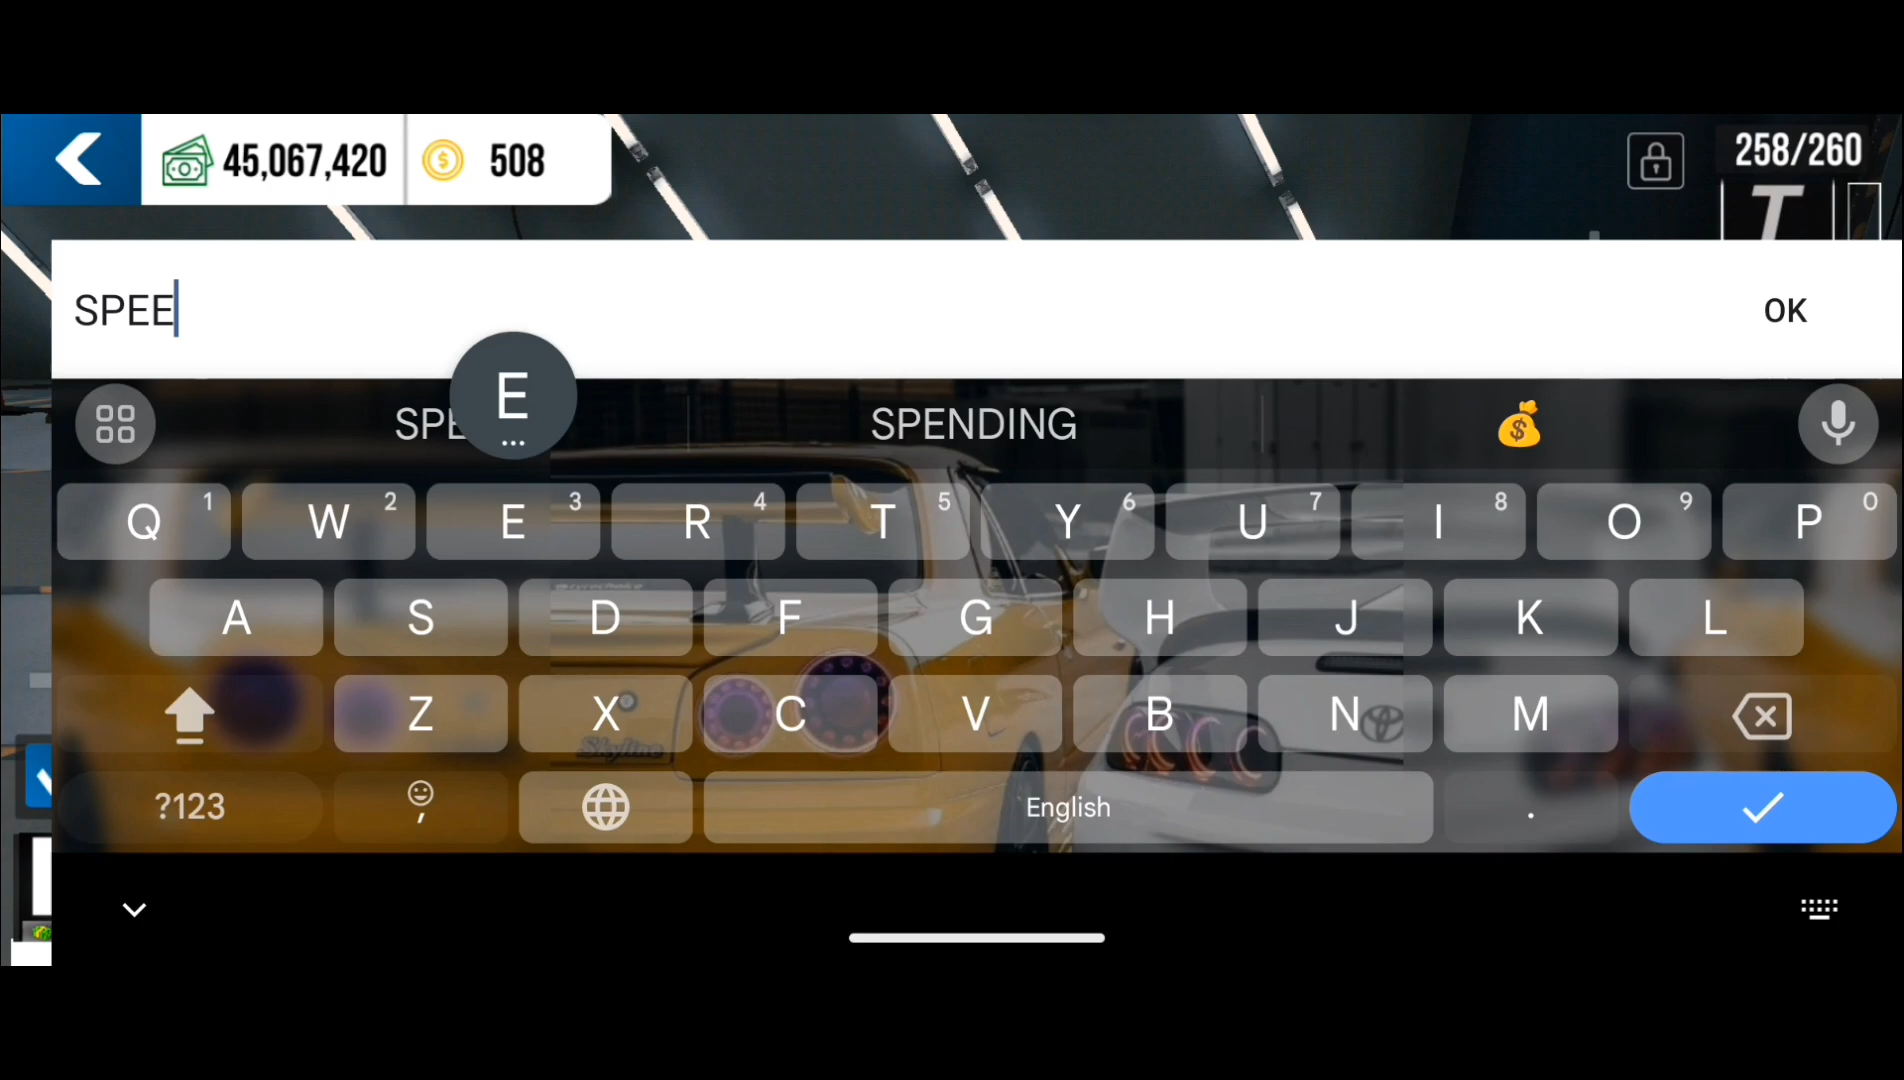 45,067,420 508 258/260
T
SPEE OK
E
SPE SPENDING
Q 1 W 2 E 3 R 4 T 5 Y 6 U 7 I 8 O 9 P 0
A S D F G H J K L
Z X C V B N M
Skyline
?123 , English .